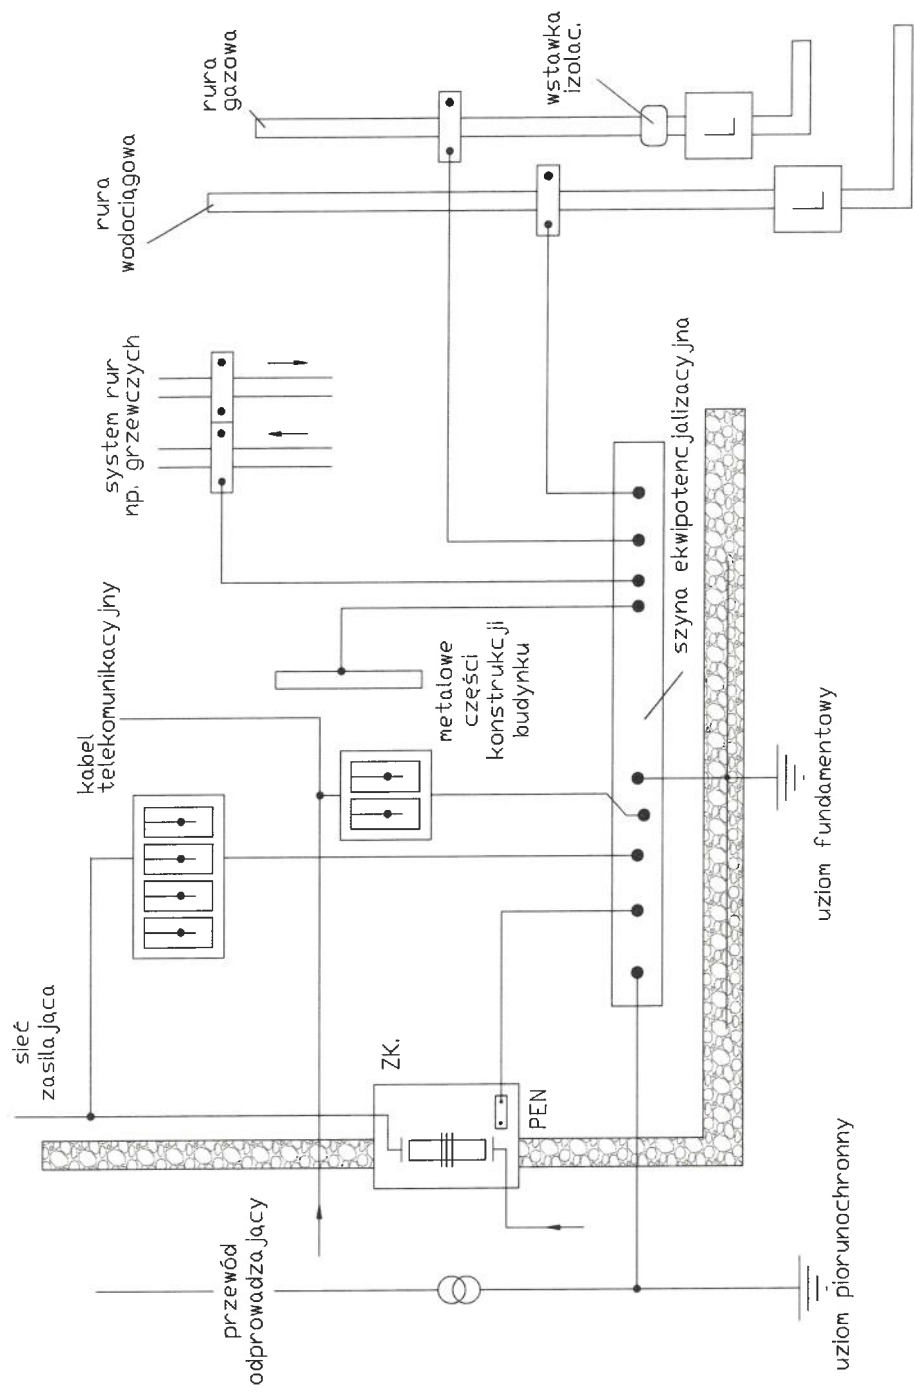 przewód
odprowadzający
sieć
zasilająca
kabel
telekomunikacyjny
system rur
np. grzewczych
rura
wodociągowa
rura
gazowa
wstawka
izolac.
ZK.
PEN
metalowe
części
konstrukcji
budynku
szyna ekwipotencjalizacyjna
uziom piorunochronny
uziom fundamentowy